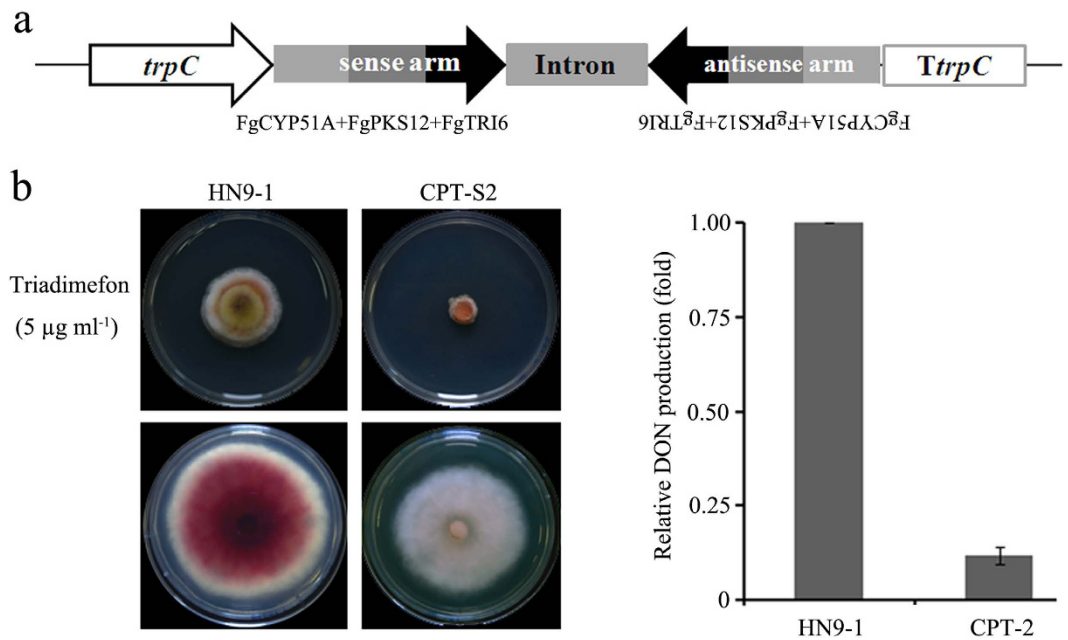 a
trpC
sense arm
Intron
antisense arm
TtrpC
FgCYP51A+FgPKS12+FgTRI6
FgCYP51A+FgPKS12+FgTRI6
b
HN9-1
CPT-S2
Triadimefon
(5 µg ml-1)
Relative DON production (fold)
1.00
0.75
0.50
0.25
0
HN9-1
CPT-2